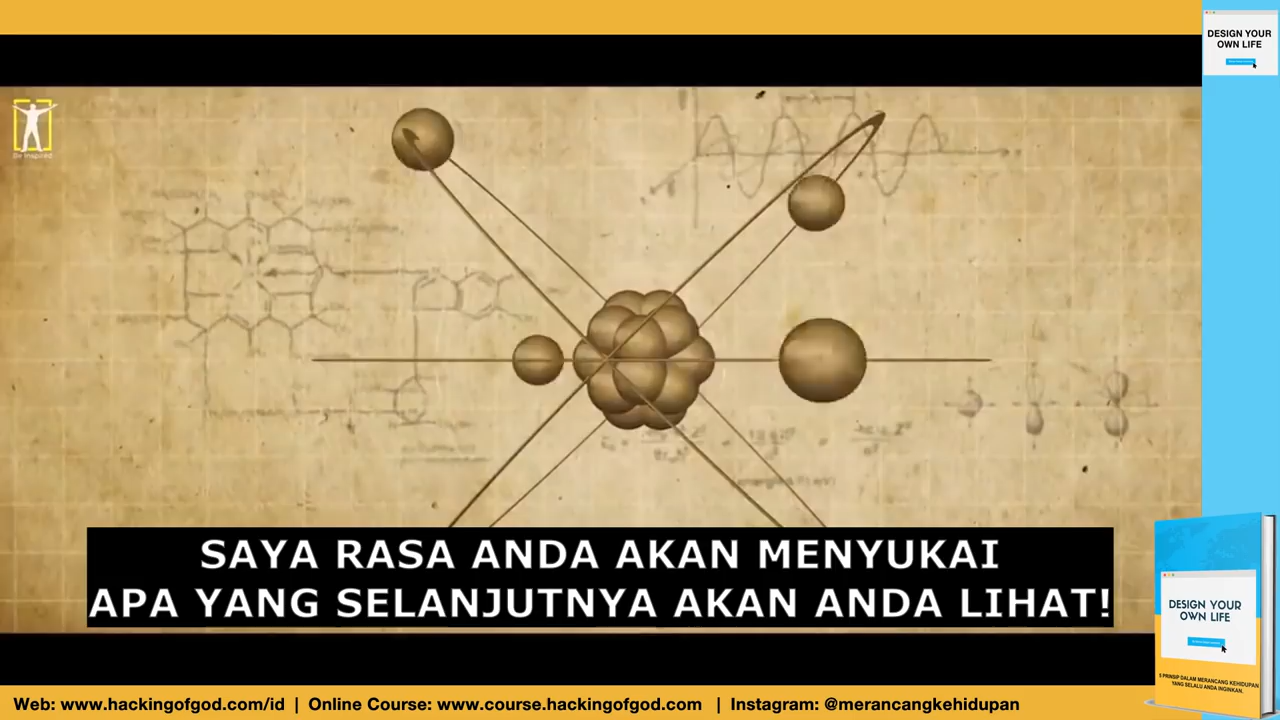 DESIGN YOUR
OWN LIFE
Be Inspired
SAYA RASA ANDA AKAN MENYUKAI
APA YANG SELANJUTNYA AKAN ANDA LIHAT!
DESIGN YOUR
OWN LIFE
5 PRINSIP DALAM MERANCANG KEHIDUPAN
YANG SELALU ANDA INGINKAN.
Web: www.hackingofgod.com/id | Online Course: www.course.hackingofgod.com | Instagram: @merancangkehidupan